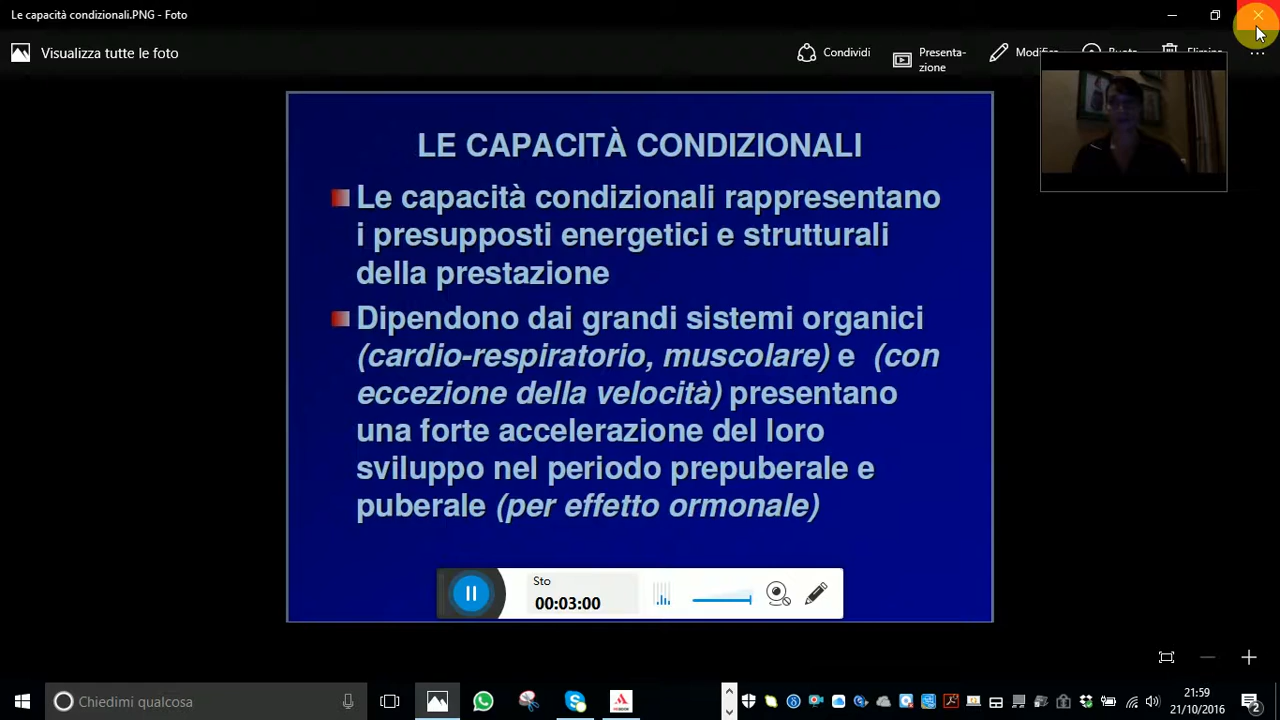 Le capacità condizionali.PNG - Foto
Visualizza tutte le foto
Condividi
Presenta-
zione
Elimina
LE CAPACITÀ CONDIZIONALI
Le capacità condizionali rappresentano
i presupposti energetici e strutturali
della prestazione
Dipendono dai grandi sistemi organici
(cardio-respiratorio, muscolare) e (con
eccezione della velocità) presentano
una forte accelerazione del loro
sviluppo nel periodo prepuberale e
puberale (per effetto ormonale)
Sto
00:03:00
Chiedimi qualcosa
21:59
21/10/2016
2